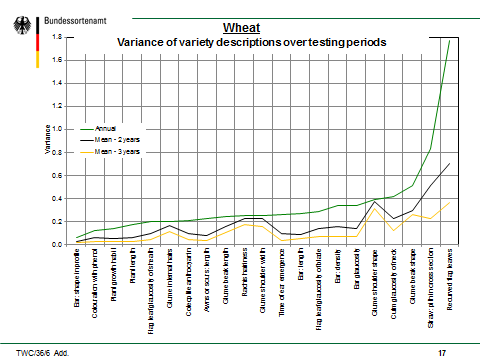 Bundessortenamt
Wheat
Variance of variety descriptions over testing periods
1.8
1.6
1.4
1.2
1.0
0.8
0.6
0.4
0.2
0.0
Variance
Annual
Mean - 2 years
Mean - 3 years
Ear: shape in profile
Colouration with phenol
Plant growth habit
Plant length
Flag leaf glaucosity of sheath
Glume internal hairs
Coleoptile anthocyanin
Awns or scurs: length
Glume beak length
Rachis hairiness
Glume shoulder width
Time of ear emergence
Ear: length
Flag leaf glaucosity of blade
Ear: density
Ear glaucosity
Glume shoulder shape
Culm glaucosity of neck
Glume beak shape
Straw: pith in cross section
Recurved flag leaves
TWC/36/6 Add.
17